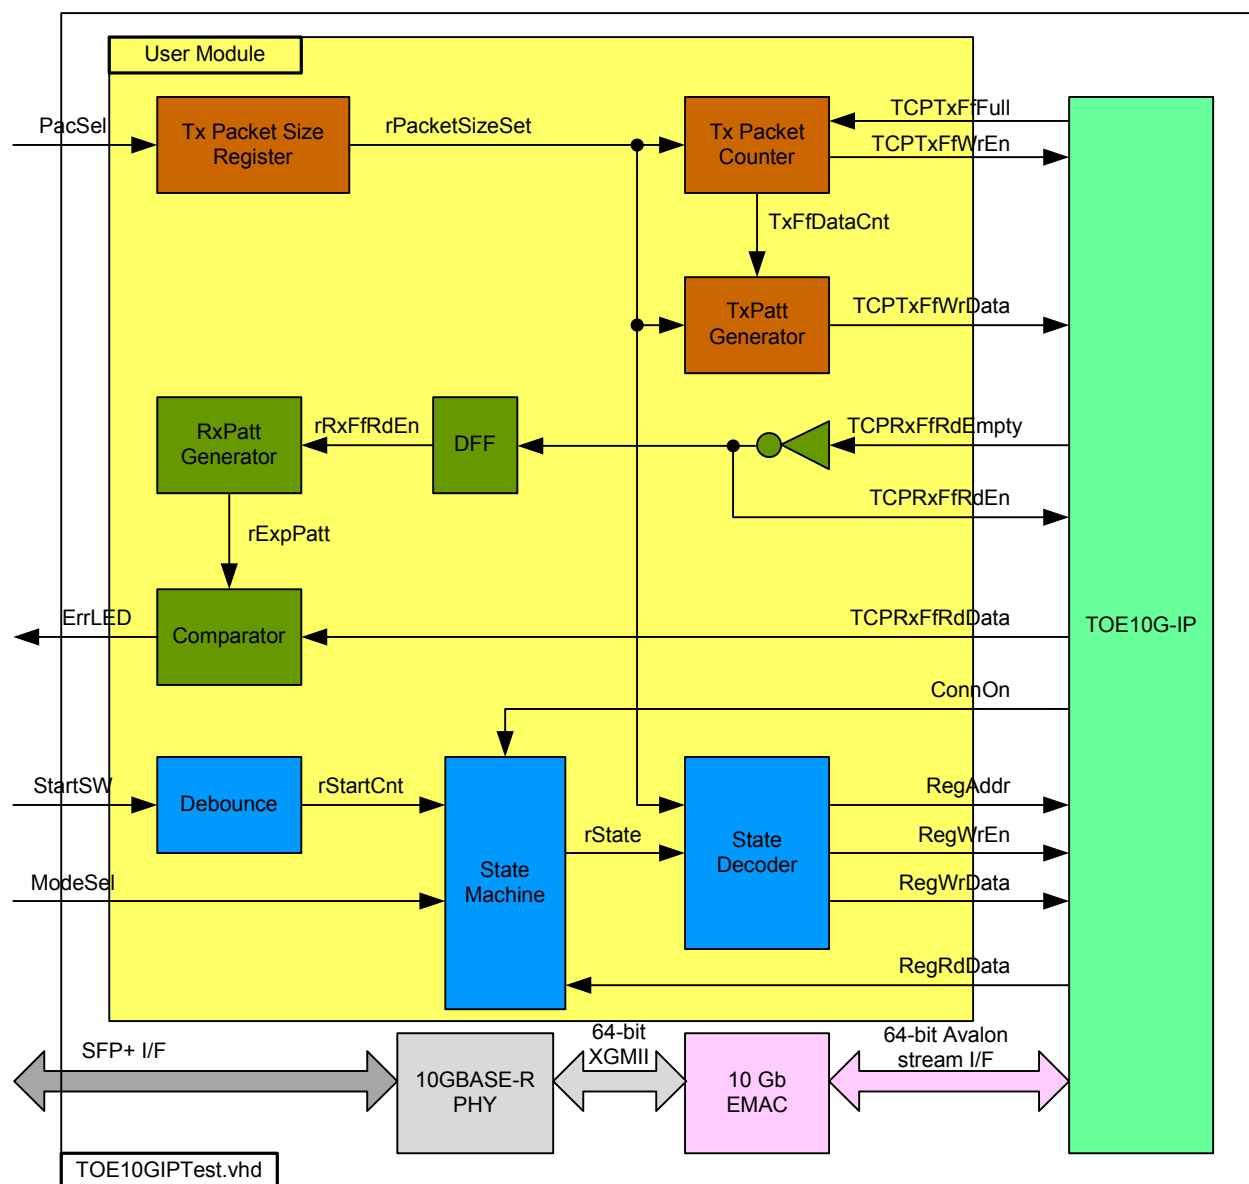 User Module
PacSel
Tx Packet Size
Register
rPacketSizeSet
Tx Packet
Counter
TCPTxFfFull
TCPTxFfWrEn
TxFfDataCnt
TxPatt
Generator
TCPTxFfWrData
RxPatt
Generator
rRxFfRdEn
DFF
TCPRxFfRdEmpty
TCPRxFfRdEn
rExpPatt
ErrLED
Comparator
TCPRxFfRdData
TOE10G-IP
ConnOn
StartSW
Debounce
rStartCnt
State
Machine
rState
State
Decoder
RegAddr
RegWrEn
RegWrData
ModeSel
RegRdData
SFP+ I/F
10GBASE-R
PHY
64-bit
XGMII
10 Gb
EMAC
64-bit Avalon
stream I/F
TOE10GIPTest.vhd